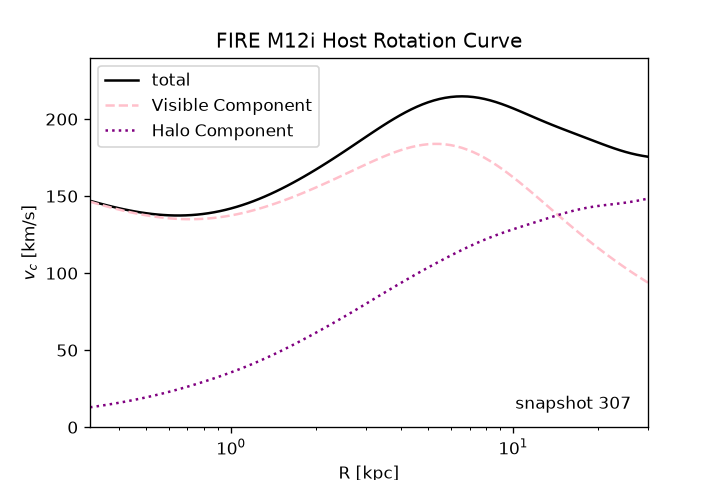 FIRE M12i Host Rotation Curve
total
Visible Component
Halo Component
200
150
100
50
0
v_c [km/s]
snapshot 307
10^0
10^1
R [kpc]